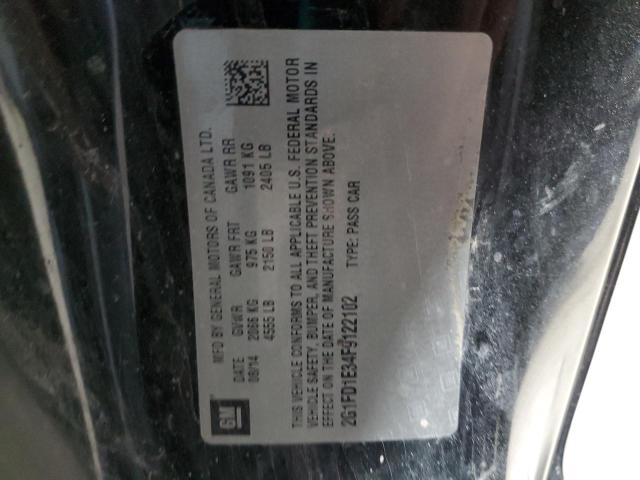 GM
MFD BY GENERAL MOTORS OF CANADA LTD.
DATE GVWR GAWR FRT GAWR RR
08/14 2066 KG 975 KG 1091 KG
4555 LB 2150 LB 2405 LB
THIS VEHICLE CONFORMS TO ALL APPLICABLE U.S. FEDERAL MOTOR
VEHICLE SAFETY, BUMPER, AND THEFT PREVENTION STANDARDS IN
EFFECT ON THE DATE OF MANUFACTURE SHOWN ABOVE.
2G1FD1E34F9122102 TYPE: PASS CAR